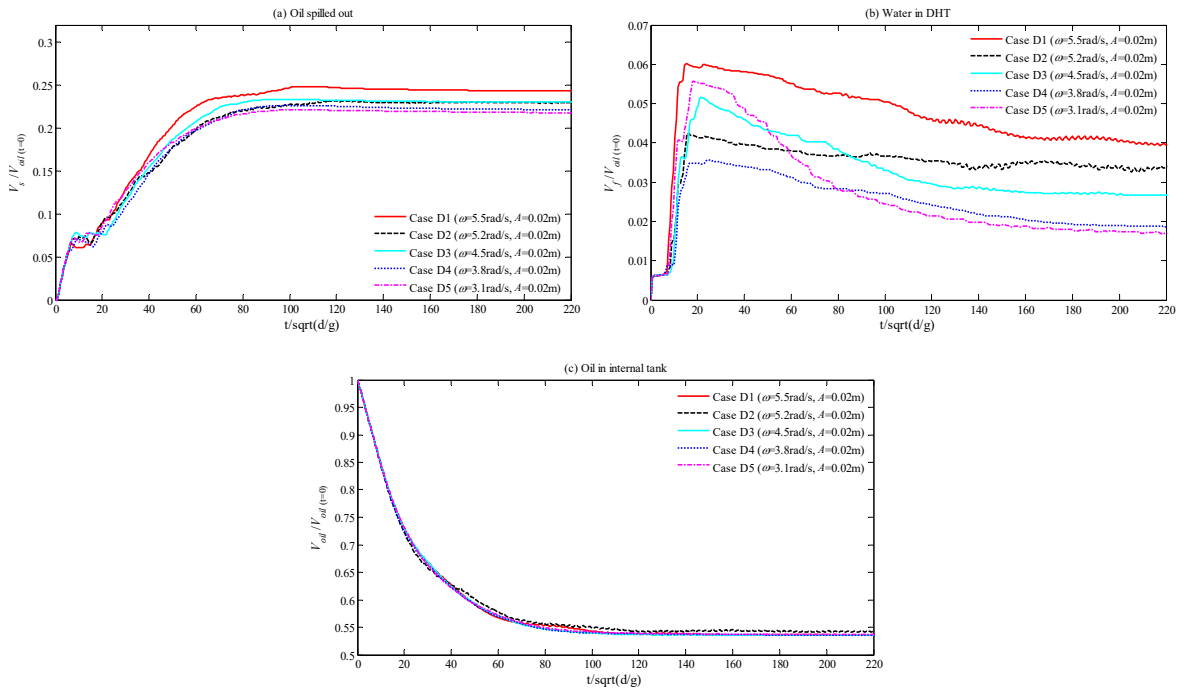 (a) Oil spilled out
V_s / V_oil (t=0)
0.3
0.25
0.2
0.15
0.1
0.05
0
Case D1 (ω=5.5rad/s, A=0.02m)
Case D2 (ω=5.2rad/s, A=0.02m)
Case D3 (ω=4.5rad/s, A=0.02m)
Case D4 (ω=3.8rad/s, A=0.02m)
Case D5 (ω=3.1rad/s, A=0.02m)
0 20 40 60 80 100 120 140 160 180 200 220
t/sqrt(d/g)
(b) Water in DHT
V_f / V_oil (t=0)
0.07
0.06
0.05
0.04
0.03
0.02
0.01
0.00
Case D1 (ω=5.5rad/s, A=0.02m)
Case D2 (ω=5.2rad/s, A=0.02m)
Case D3 (ω=4.5rad/s, A=0.02m)
Case D4 (ω=3.8rad/s, A=0.02m)
Case D5 (ω=3.1rad/s, A=0.02m)
0 20 40 60 80 100 120 140 160 180 200 220
t/sqrt(d/g)
(c) Oil in internal tank
V_oil / V_oil (t=0)
1
0.95
0.9
0.85
0.8
0.75
0.7
0.65
0.6
0.55
0.5
Case D1 (ω=5.5rad/s, A=0.02m)
Case D2 (ω=5.2rad/s, A=0.02m)
Case D3 (ω=4.5rad/s, A=0.02m)
Case D4 (ω=3.8rad/s, A=0.02m)
Case D5 (ω=3.1rad/s, A=0.02m)
0 20 40 60 80 100 120 140 160 180 200 220
t/sqrt(d/g)